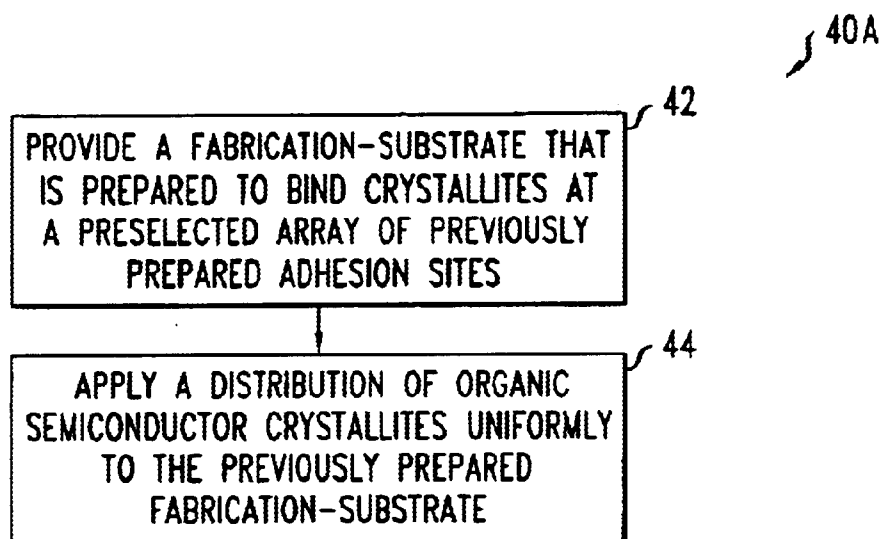 40A
42
PROVIDE A FABRICATION-SUBSTRATE THAT
IS PREPARED TO BIND CRYSTALLITES AT
A PRESELECTED ARRAY OF PREVIOUSLY
PREPARED ADHESION SITES
44
APPLY A DISTRIBUTION OF ORGANIC
SEMICONDUCTOR CRYSTALLITES UNIFORMLY
TO THE PREVIOUSLY PREPARED
FABRICATION-SUBSTRATE